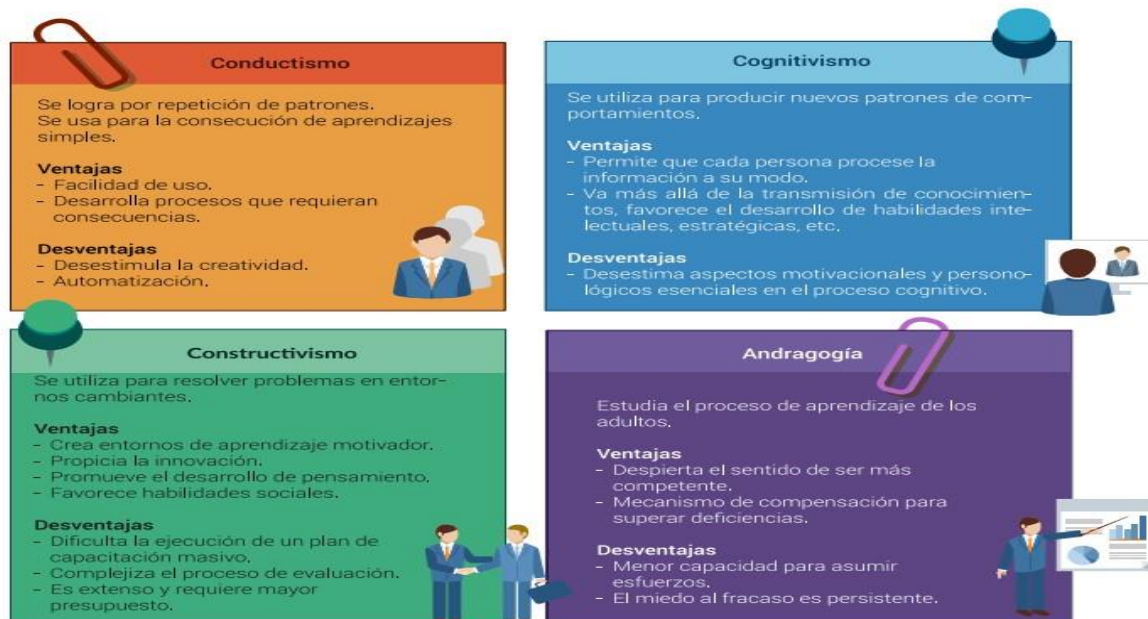 Conductismo
Se logra por repetición de patrones.
Se usa para la consecución de aprendizajes
simples.
Ventajas
- Facilidad de uso.
- Desarrolla procesos que requieran
consecuencias.
Desventajas
- Desestimula la creatividad.
- Automatización.
Cognitivismo
Se utiliza para producir nuevos patrones de com-
portamientos.
Ventajas
- Permite que cada persona procese la
información a su modo.
- Va más allá de la transmisión de conocimien-
tos, favorece el desarrollo de habilidades inte-
lectuales, estratégicas, etc.
Desventajas
- Desestima aspectos motivacionales y persono-
lógicos esenciales en el proceso cognitivo.
Constructivismo
Se utiliza para resolver problemas en entor-
nos cambiantes.
Ventajas
- Crea entornos de aprendizaje motivador.
- Propicia la innovación.
- Promueve el desarrollo de pensamiento.
- Favorece habilidades sociales.
Desventajas
- Dificulta la ejecución de un plan de
capacitación masivo.
- Complejiza el proceso de evaluación.
- Es extenso y requiere mayor
presupuesto.
Andragogía
Estudia el proceso de aprendizaje de los
adultos.
Ventajas
- Despierta el sentido de ser más
competente.
- Mecanismo de compensación para
superar deficiencias.
Desventajas
- Menor capacidad para asumir
esfuerzos.
- El miedo al fracaso es persistente.